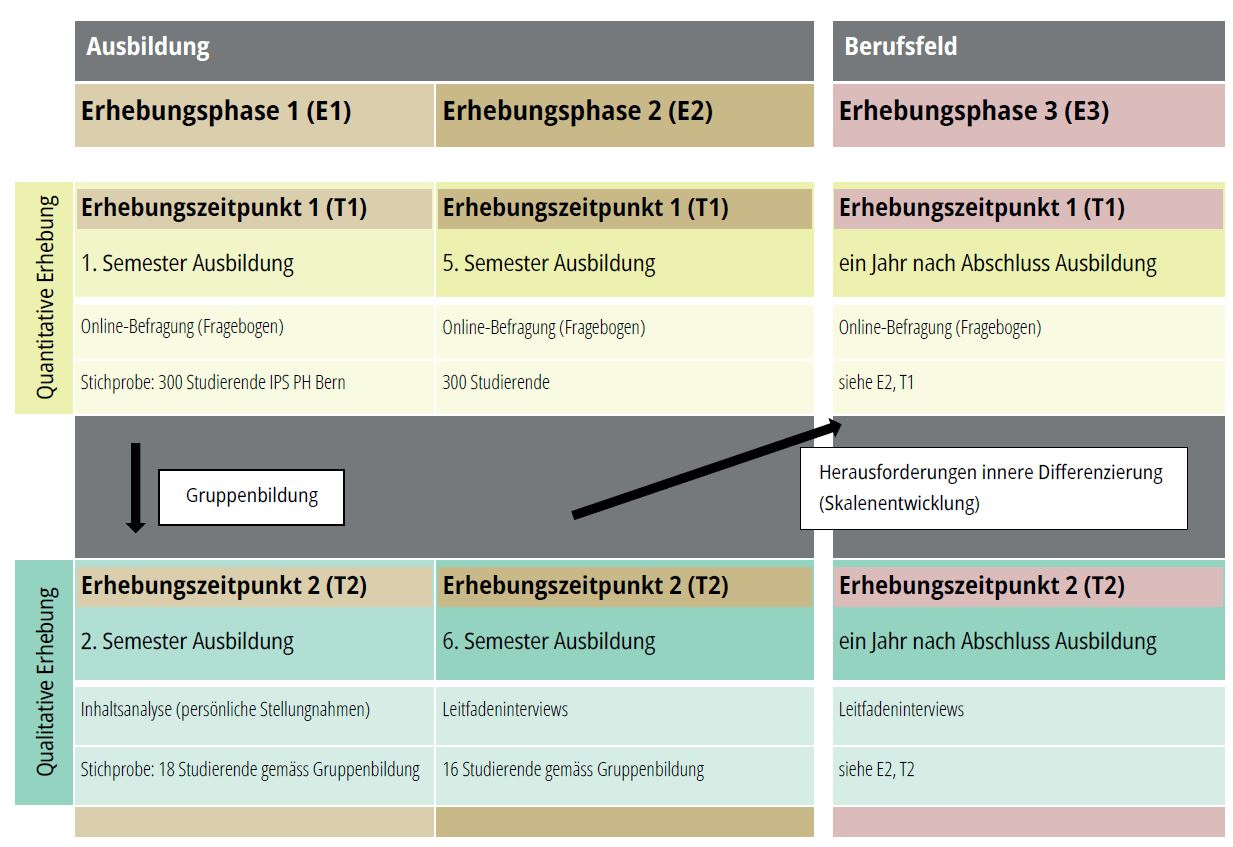 Ausbildung
Berufsfeld
Erhebungsphase 1 (E1)
Erhebungsphase 2 (E2)
Erhebungsphase 3 (E3)
Quantitative Erhebung
Erhebungszeitpunkt 1 (T1)
Erhebungszeitpunkt 1 (T1)
Erhebungszeitpunkt 1 (T1)
1. Semester Ausbildung
5. Semester Ausbildung
ein Jahr nach Abschluss Ausbildung
Online-Befragung (Fragebogen)
Online-Befragung (Fragebogen)
Online-Befragung (Fragebogen)
Stichprobe: 300 Studierende IPS PH Bern
300 Studierende
siehe E2, T1
Gruppenbildung
Herausforderungen innere Differenzierung
(Skalenentwicklung)
Qualitative Erhebung
Erhebungszeitpunkt 2 (T2)
Erhebungszeitpunkt 2 (T2)
Erhebungszeitpunkt 2 (T2)
2. Semester Ausbildung
6. Semester Ausbildung
ein Jahr nach Abschluss Ausbildung
Inhaltsanalyse (persönliche Stellungnahmen)
Leitfadeninterviews
Leitfadeninterviews
Stichprobe: 18 Studierende gemäss Gruppenbildung
16 Studierende gemäss Gruppenbildung
siehe E2, T2